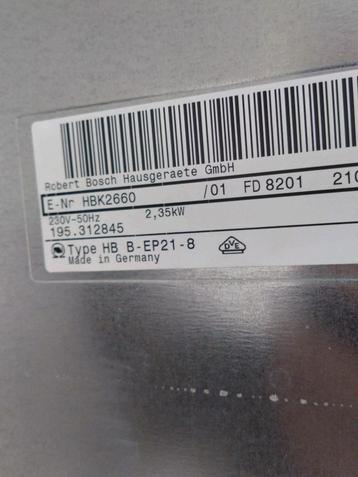 Robert Bosch Hausgeraete GmbH
E-Nr HBK2660 /01 FD 8201 210
230V-50Hz 2,35kW
195.312845
Type HB B-EP21-8
Made in Germany
DVE